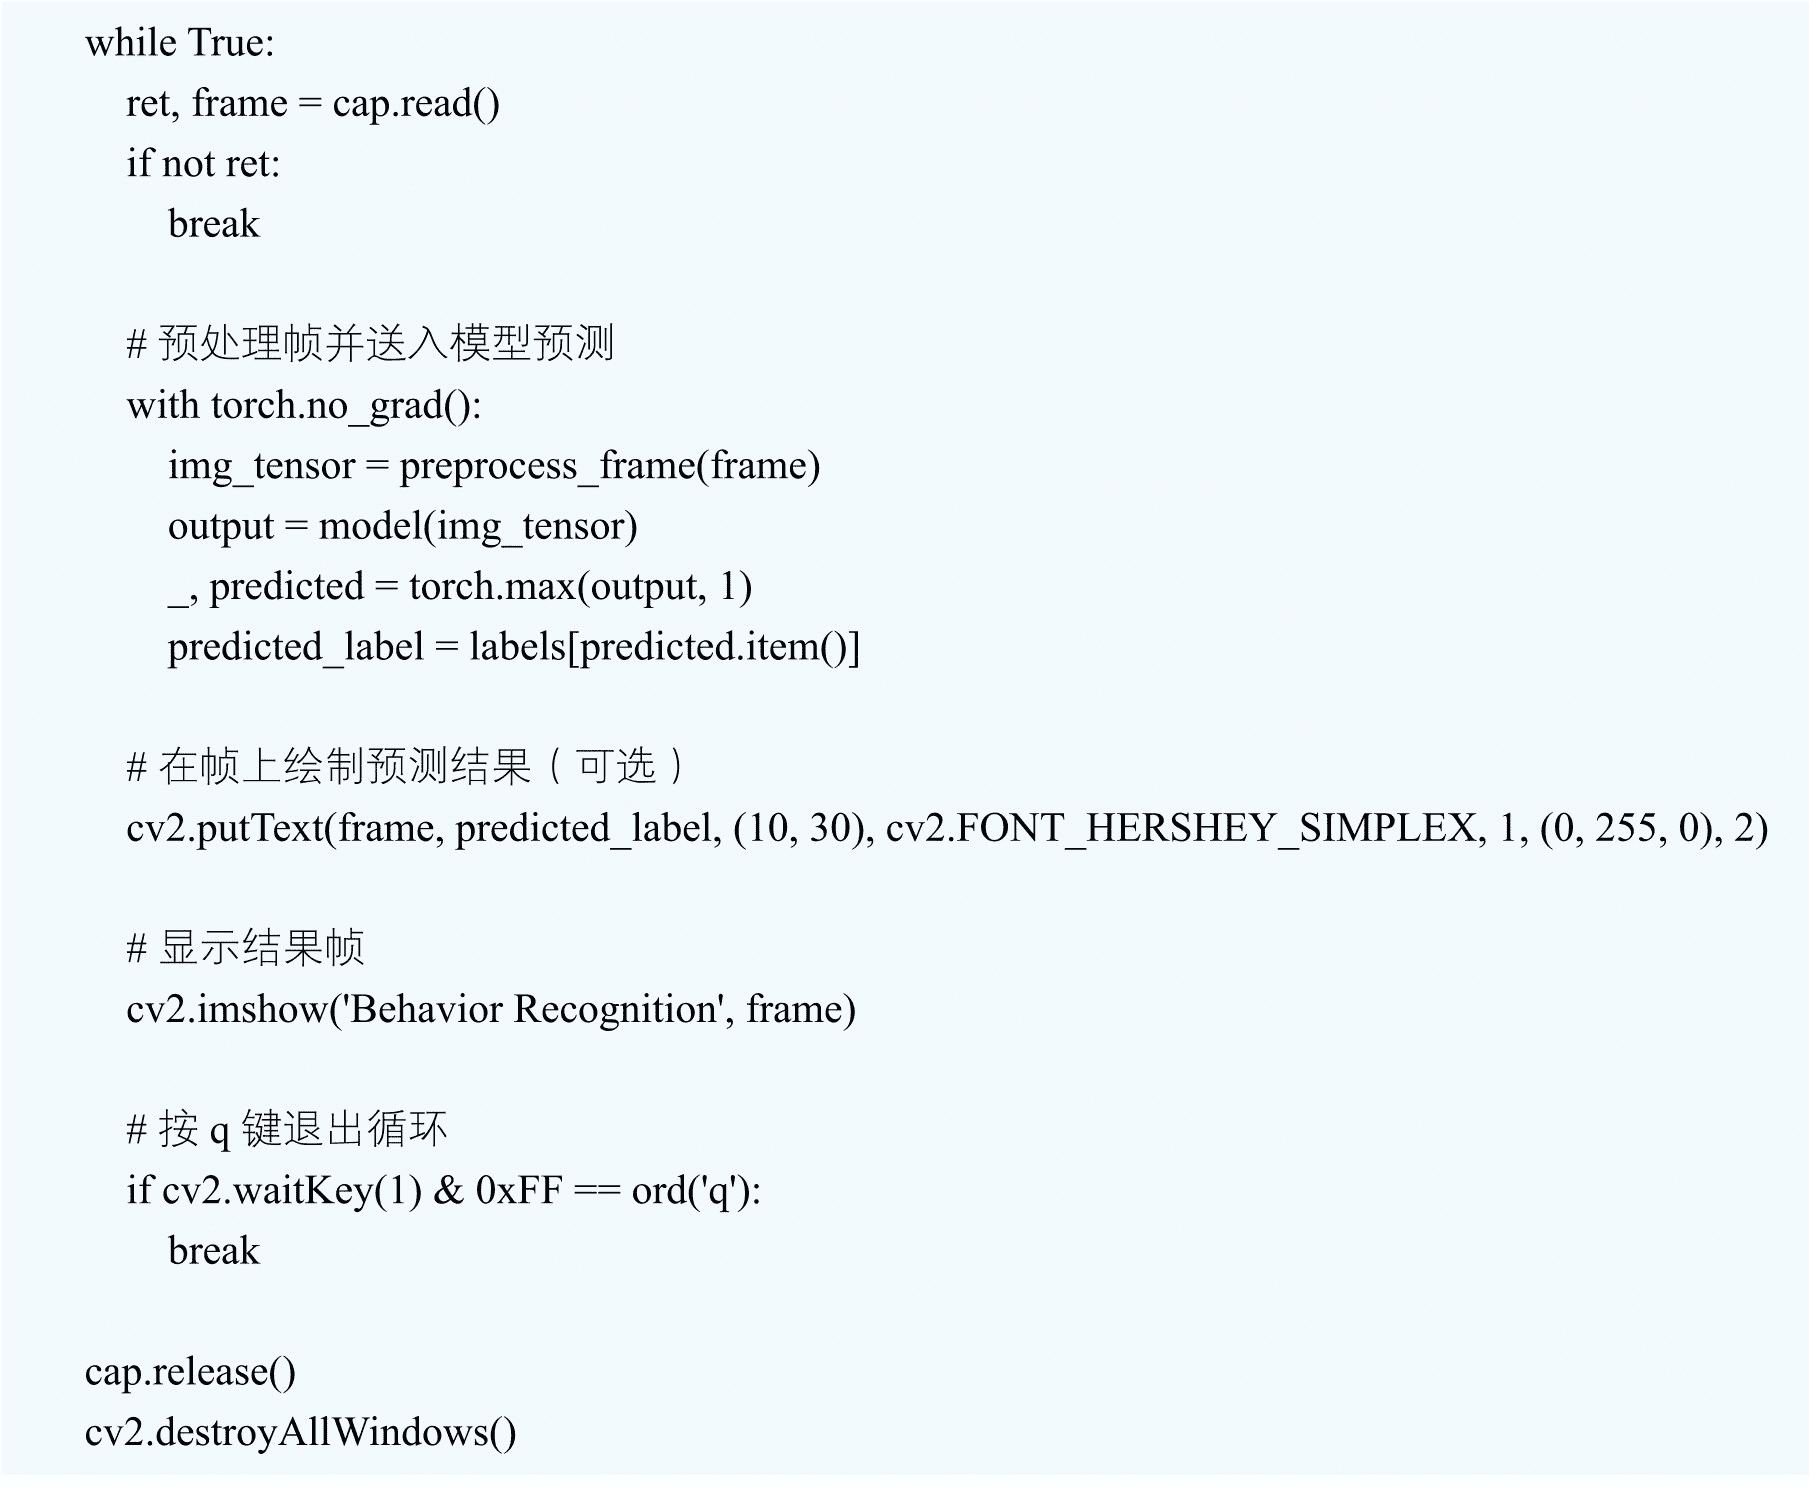 while True:
    ret, frame = cap.read()
    if not ret:
        break
    # 预处理帧并送入模型预测
    with torch.no_grad():
        img_tensor = preprocess_frame(frame)
        output = model(img_tensor)
        _, predicted = torch.max(output, 1)
        predicted_label = labels[predicted.item()]
    # 在帧上绘制预测结果（可选）
    cv2.putText(frame, predicted_label, (10, 30), cv2.FONT_HERSHEY_SIMPLEX, 1, (0, 255, 0), 2)
    # 显示结果帧
    cv2.imshow('Behavior Recognition', frame)
    # 按 q 键退出循环
    if cv2.waitKey(1) & 0xFF == ord('q'):
        break
cap.release()
cv2.destroyAllWindows()